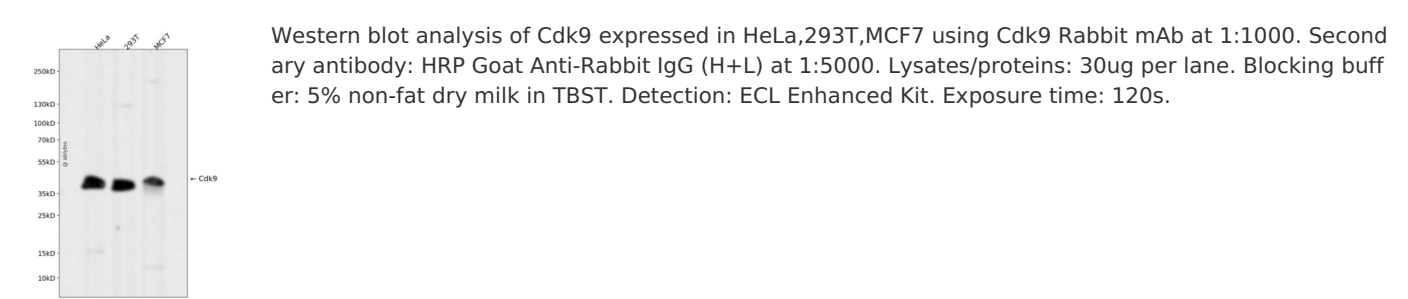 HeLa
293T
MCF7
250kD
130kD
100kD
70kD
55kD
35kD
25kD
15kD
10kD
← Cdk9
Western blot analysis of Cdk9 expressed in HeLa,293T,MCF7 using Cdk9 Rabbit mAb at 1:1000. Second
ary antibody: HRP Goat Anti-Rabbit IgG (H+L) at 1:5000. Lysates/proteins: 30ug per lane. Blocking buff
er: 5% non-fat dry milk in TBST. Detection: ECL Enhanced Kit. Exposure time: 120s.